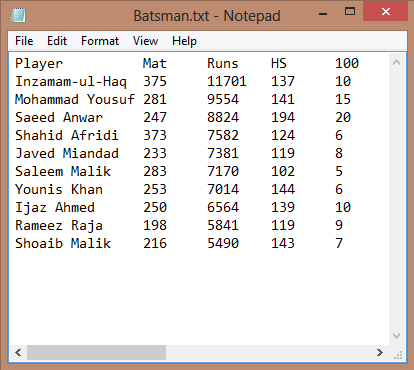 Batsman.txt - Notepad
File Edit Format View Help
Player Mat Runs HS 100
Inzamam-ul-Haq 375 11701 137 10
Mohammad Yousuf 281 9554 141 15
Saeed Anwar 247 8824 194 20
Shahid Afridi 373 7582 124 6
Javed Miandad 233 7381 119 8
Saleem Malik 283 7170 102 5
Younis Khan 253 7014 144 6
Ijaz Ahmed 250 6564 139 10
Rameez Raja 198 5841 119 9
Shoaib Malik 216 5490 143 7